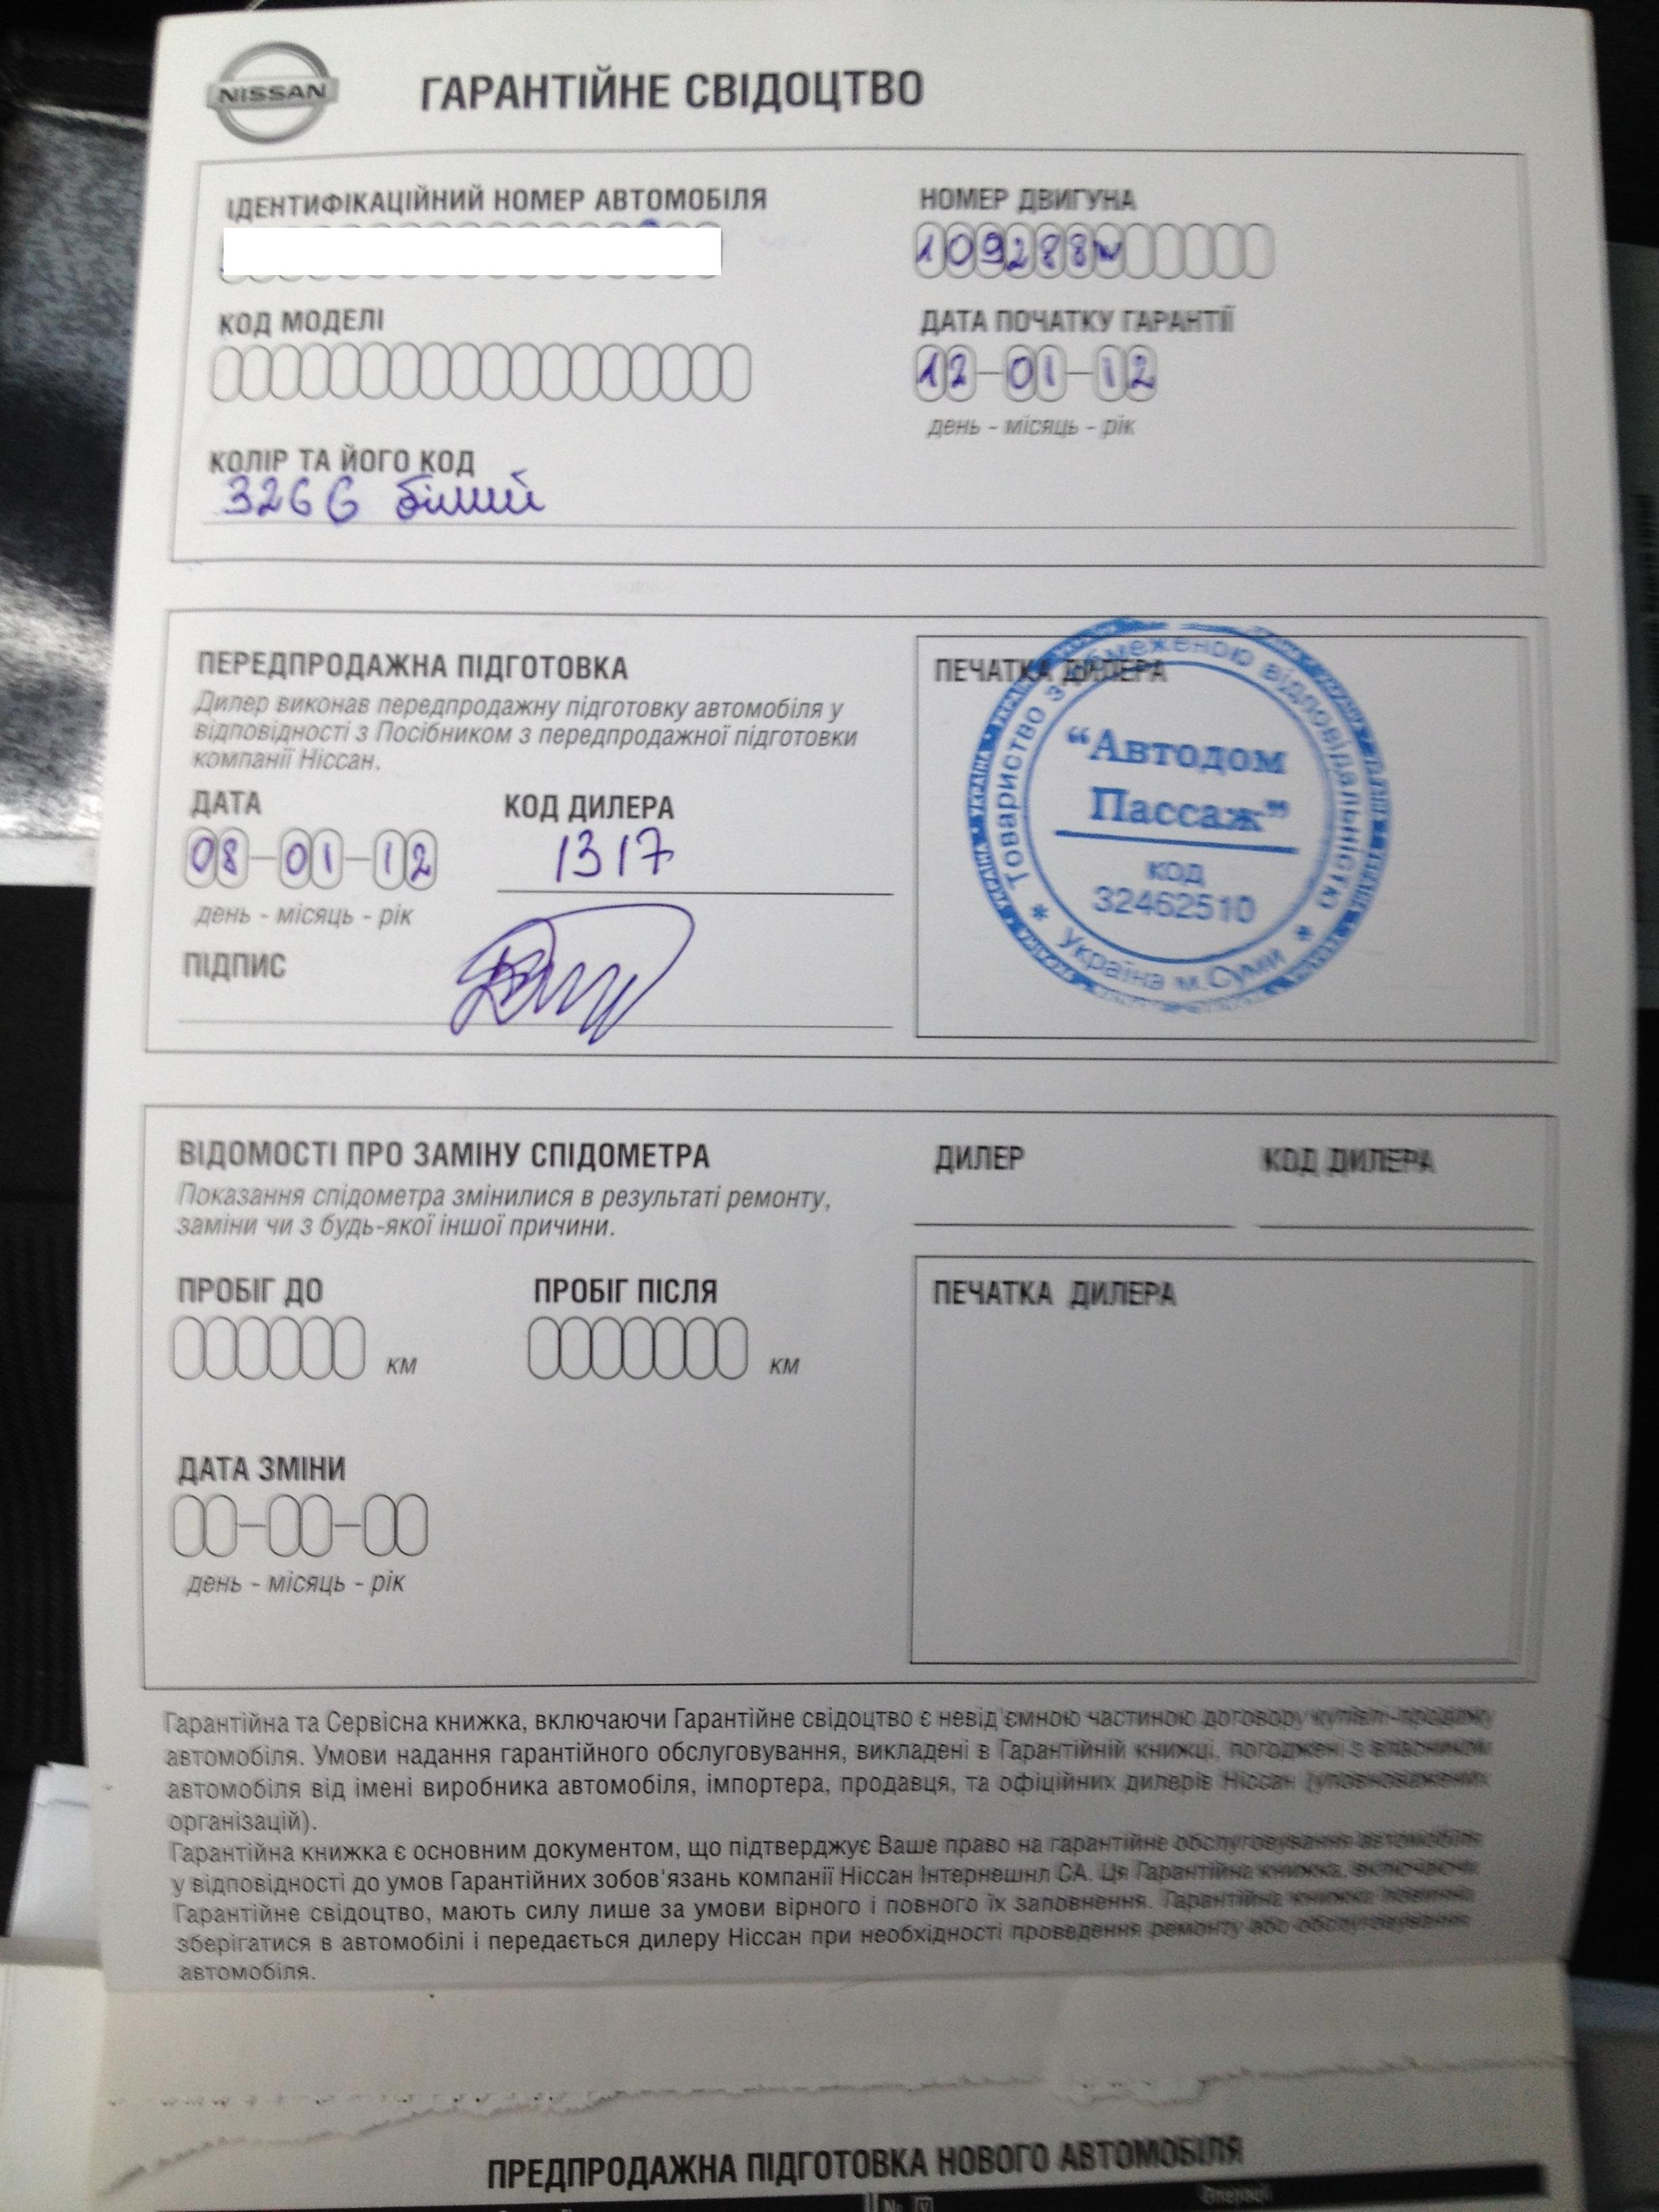 NISSAN
ГАРАНТІЙНЕ СВІДОЦТВО
ІДЕНТИФІКАЦІЙНИЙ НОМЕР АВТОМОБІЛЯ
НОМЕР ДВИГУНА
109288
КОД МОДЕЛІ
ДАТА ПОЧАТКУ ГАРАНТІЇ
12-01-12
день - місяць - рік
КОЛІР ТА ЙОГО КОД
326 G білий
ПЕРЕДПРОДАЖНА ПІДГОТОВКА
Дилер виконав передпродажну підготовку автомобіля у
відповідності з Посібником з передпродажної підготовки
компанії Ніссан.
ДАТА
КОД ДИЛЕРА
08-01-12
1317
день - місяць - рік
ПІДПИС
ПЕЧАТКА ДИЛЕРА
Товариство з обмеженою відповідальністю
“Автодом
Пассаж”
код
32462510
* Україна м.Суми *
ВІДОМОСТІ ПРО ЗАМІНУ СПІДОМЕТРА
Показання спідометра змінилися в результаті ремонту,
заміни чи з будь-якої іншої причини.
ДИЛЕР
КОД ДИЛЕРА
ПРОБІГ ДО
ПРОБІГ ПІСЛЯ
км
км
ПЕЧАТКА ДИЛЕРА
ДАТА ЗМІНИ
день - місяць - рік
Гарантійна та Сервісна книжка, включаючи Гарантійне свідоцтво є невід ємною частиною договору купівлі-продажу
автомобіля. Умови надання гарантійного обслуговування, викладені в Гарантійній книжці, погоджені з власником
автомобіля від імені виробника автомобіля, імпортера, продавця, та офіційних дилерів Ніссан (уповноважених
організацій).
Гарантійна книжка є основним документом, що підтверджує Ваше право на гарантійне обслуговування автомобіля
у відповідності до умов Гарантійних зобов'язань компанії Ніссан Інтернешнл СА. Ця Гарантійна книжка, включаючи
Гарантійне свідоцтво, мають силу лише за умови вірного і повного їх заповнення. Гарантійна книжка повинна
зберігатися в автомобілі і передається дилеру Ніссан при необхідності проведення ремонту або обслуговування
автомобіля.
ПРЕДПРОДАЖНА ПІДГОТОВКА НОВОГО АВТОМОБІЛЯ